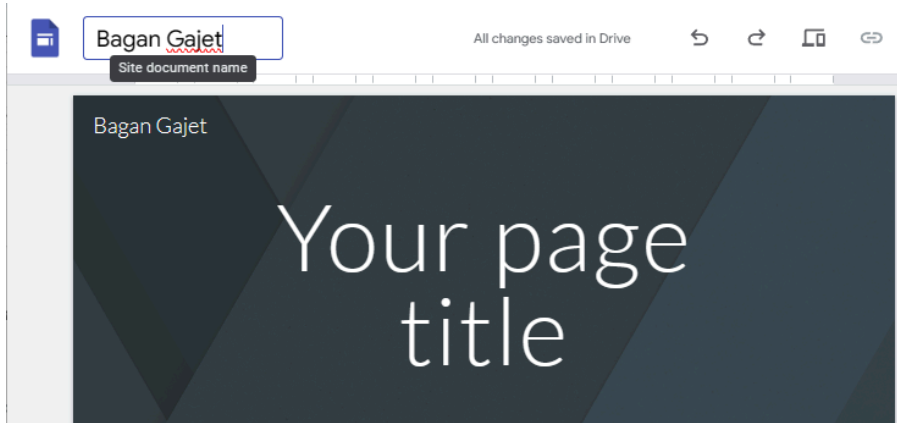 Bagan Gajet
All changes saved in Drive
Site document name
Bagan Gajet
Your page
title